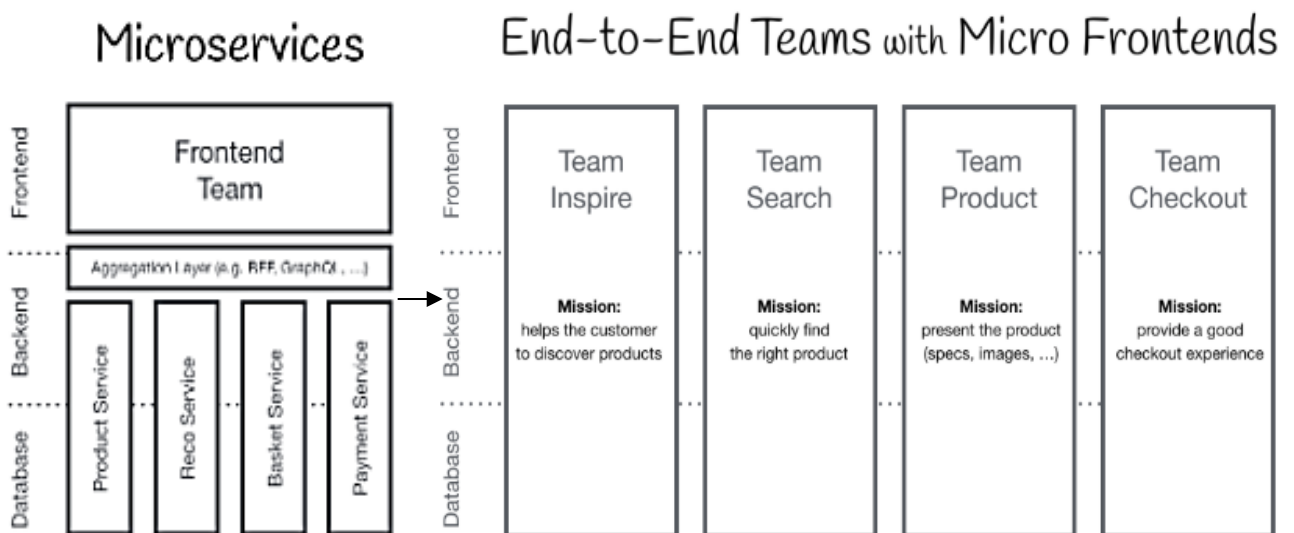 Microservices
Frontend
Backend
Database
Frontend
Team
Aggregation Layer (e.g. BFF, GraphQL, ...)
Product Service
Reco Service
Basket Service
Payment Service
End-to-End Teams with Micro Frontends
Frontend
Backend
Database
Team
Inspire
Mission:
helps the customer
to discover products
Team
Search
Mission:
quickly find
the right product
Team
Product
Mission:
present the product
(specs, images, ...)
Team
Checkout
Mission:
provide a good
checkout experience